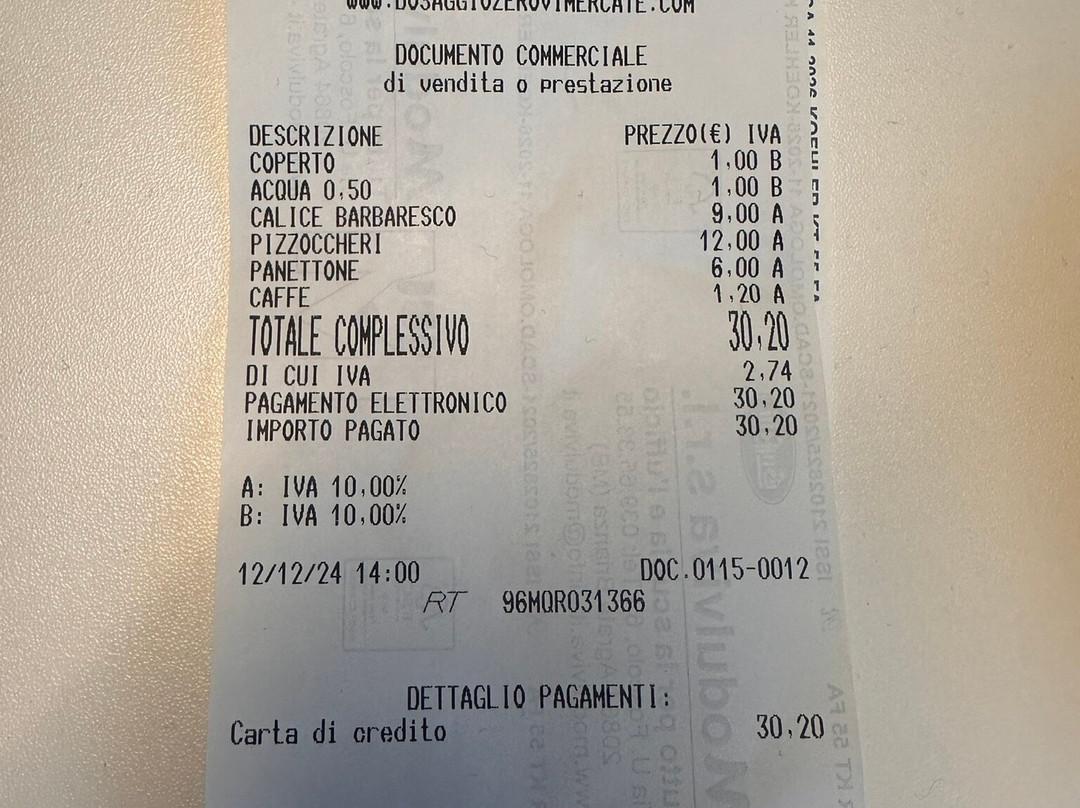 www.DOSAGGIOZEROVIMERCATE.COM
DOCUMENTO COMMERCIALE
di vendita o prestazione
DESCRIZIONE PREZZO(€) IVA
COPERTO 1,00 B
ACQUA 0,50 1,00 B
CALICE BARBARESCO 9,00 A
PIZZOCCHERI 12,00 A
PANETTONE 6,00 A
CAFFE 1,20 A
TOTALE COMPLESSIVO 30,20
DI CUI IVA 2,74
PAGAMENTO ELETTRONICO 30,20
IMPORTO PAGATO 30,20
A: IVA 10,00%
B: IVA 10,00%
12/12/24 14:00 DOC.0115-0012
RT 96MQR031366
DETTAGLIO PAGAMENTI:
Carta di credito 30,20